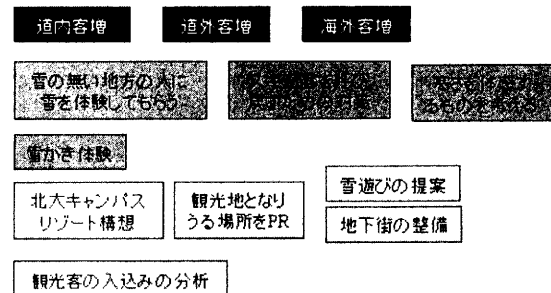 道内客増
道外客増
海外客増
雪の無い地方の人に
雪を体験してもらう
雪かき体験
北大キャンパス
リゾート構想
観光地となり
うる場所をPR
雪遊びの提案
地下街の整備
観光客の入込みの分析